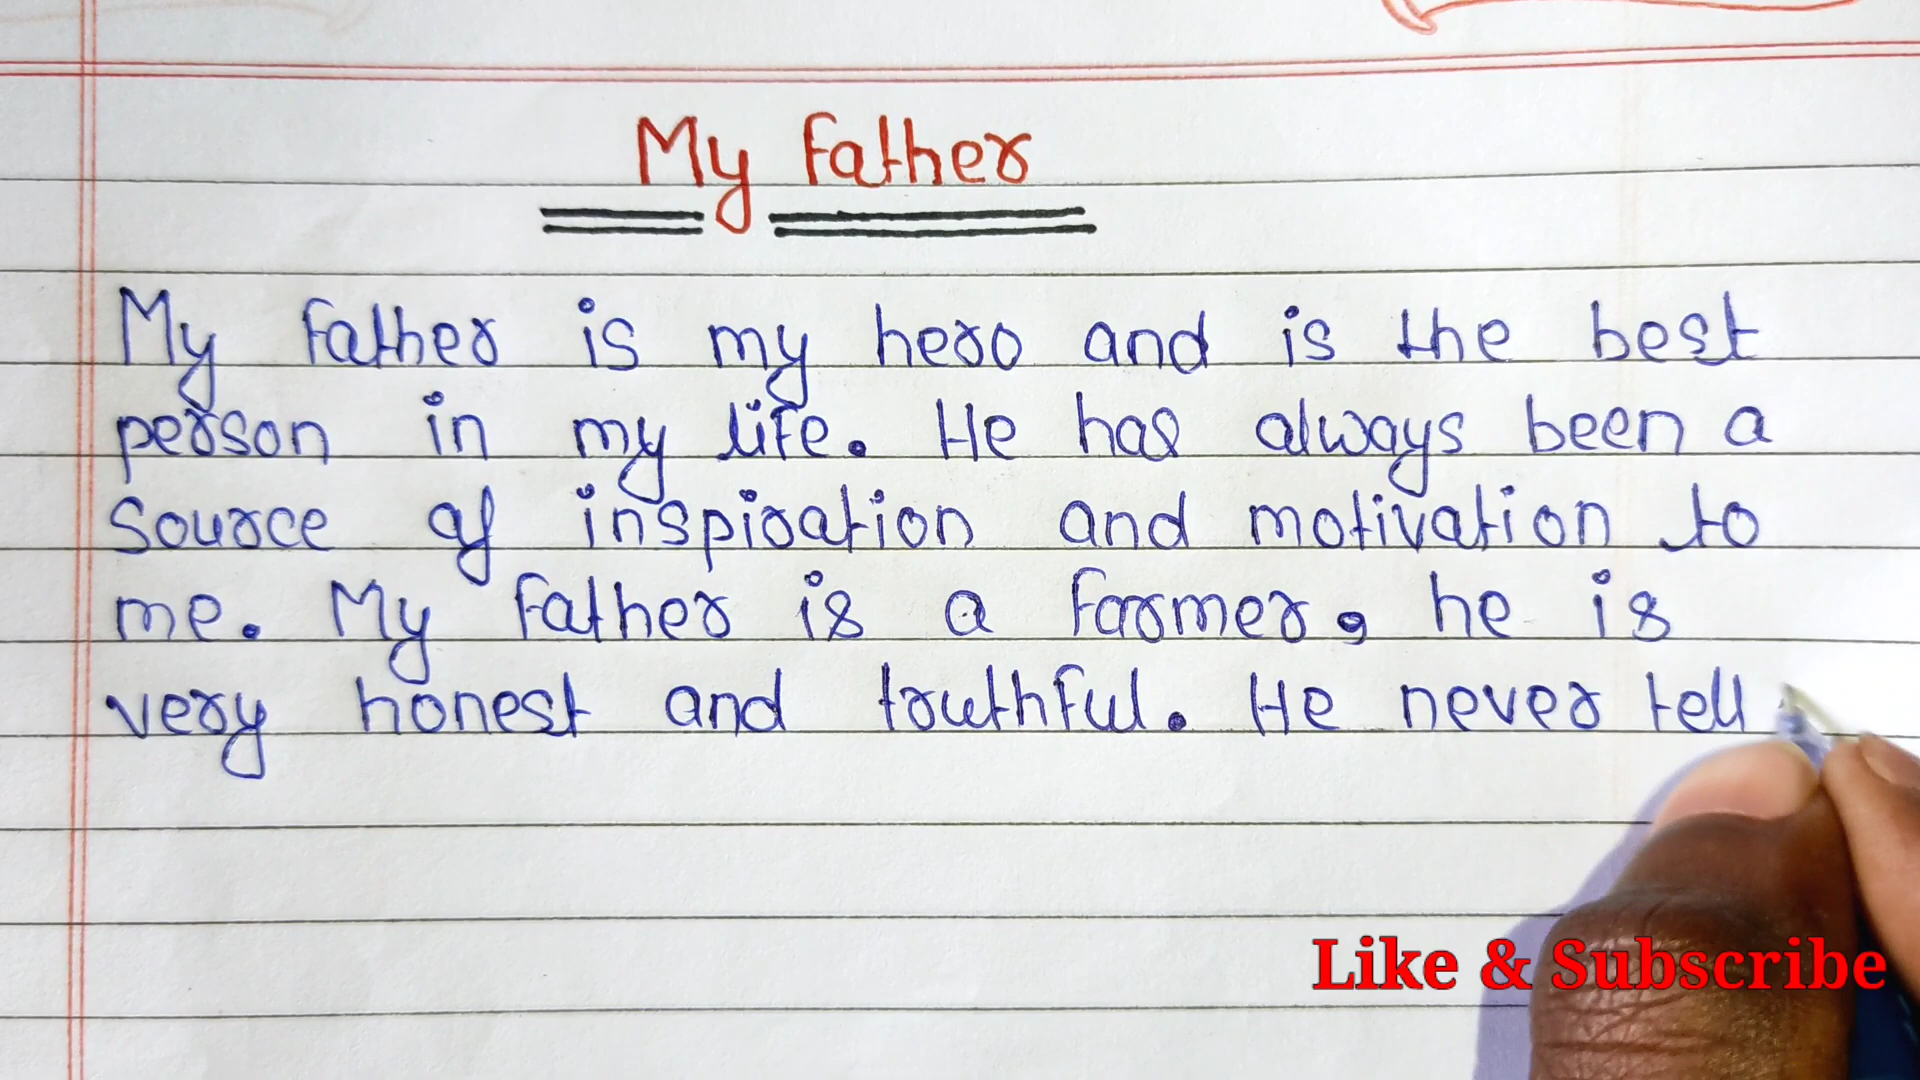 My Father
My Father is my hero and is the best
person in my life. He has always been a
Source of inspiration and motivation to
me. My Father is a Farmer, he is
very honest and truthful. He never tell
Like & Subscribe